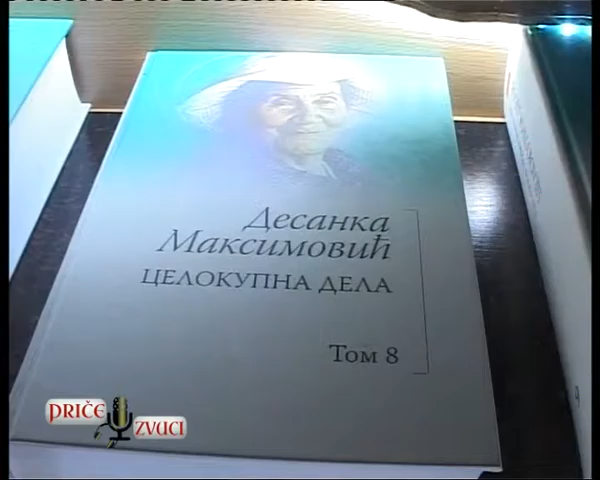 Десанка
Максимовић
ЦЕЛОКУПНА ДЕЛА
Том 8
PRIČE
ZVUCI